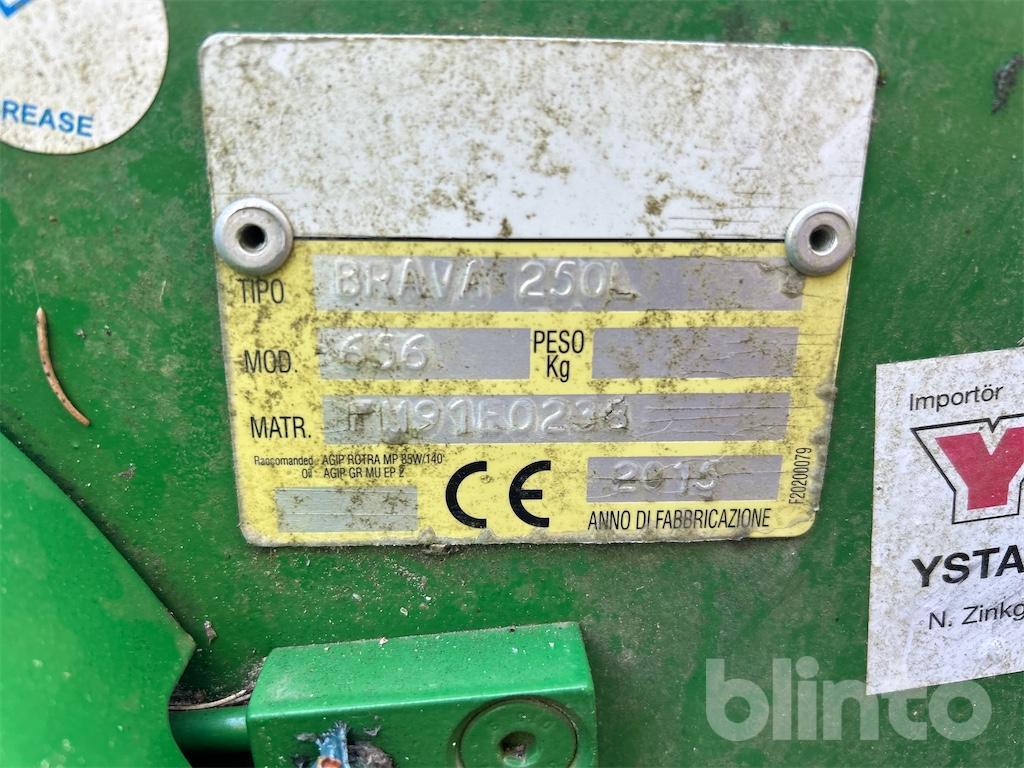 REASE
TIPO BRAVA 250L
MOD. 656 PESO Kg
MATR.
Raccomanded AGIP ROTRA MP 85W/140
Oil AGIP GR MU EP 2
CE 2015
ANNO DI FABBRICAZIONE
F20200079
Importör
Y
YSTA
N. Zinkg
blinto